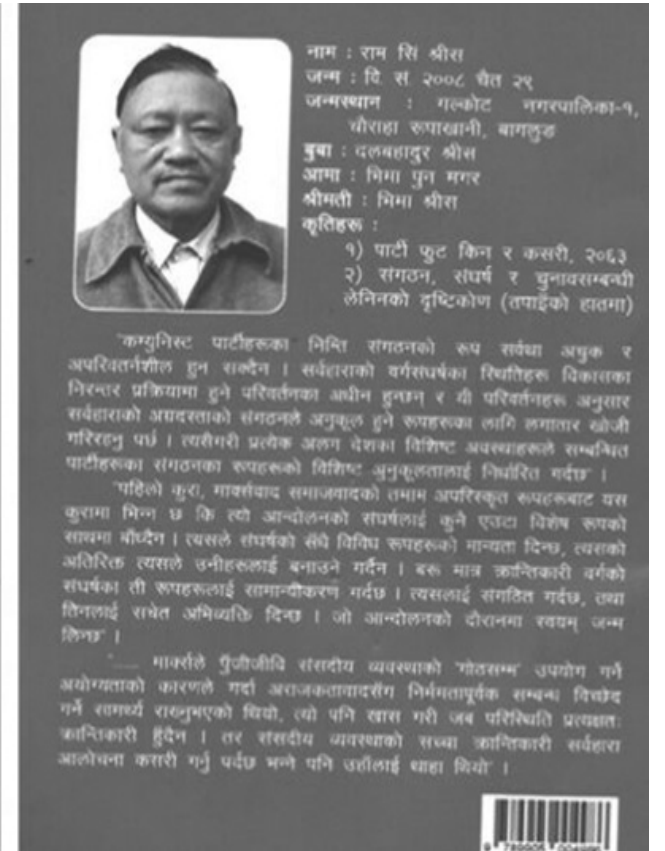 नाम : राम सिं श्रीस
जन्म : वि. सं. २००८ चैत २९
जन्मस्थान : गल्कोट नगरपालिका-१,
चौराहा रूपाखानी, बागलुङ
बुबा : दलबहादुर श्रीस
आमा : भिमा पुन मगर
श्रीमती : भिमा श्रीस
कृतिहरू :
१) पार्टी फुट किन र कसरी, २०६३
२) संगठन, संघर्ष र चुनावसम्बन्धी
लेनिनको दृष्टिकोण (तपाईको हातमा)
"कम्युनिस्ट पार्टीहरूका निम्ति संगठनको रूप सर्वथा अचुक र
अपरिवर्तनशील हुन सक्दैन । सर्वहाराको वर्गसंघर्षका स्थितिहरू विकासका
निरन्तर प्रक्रियामा हुने परिवर्तनका अधीन हुन्छन् र यी परिवर्तनहरू अनुसार
सर्वहाराको अग्रदस्ताको संगठनले अनुकूल हुने रूपहरूका लागि लगातार खोजी
गरिरहनु पर्छ । त्यसैगरी प्रत्येक अलग देशका विशिष्ट अवस्थाहरूले सम्बन्धित
पार्टीहरूका संगठनका रूपहरूको विशिष्ट अनुकूलतालाई निर्धारित गर्दछ" ।
"पहिलो कुरा, मार्क्सवाद समाजवादको तमाम अपरिस्कृत रूपहरूबाट यस
कुरामा भिन्न छ कि त्यो आन्दोलनको संघर्षलाई कुनै एउटा विशेष रूपको
साथमा बाँध्दैन । त्यसले संघर्षको सँधै विविध रूपहरूको मान्यता दिन्छ, त्यसको
अतिरिक्त त्यसले उनीहरूलाई बनाउने गर्दैन । बरू मात्र क्रान्तिकारी वर्गको
संघर्षका ती रूपहरूलाई सामान्यीकरण गर्दछ । त्यसलाई संगठित गर्दछ, तथा
तिनलाई सचेत अभिव्यक्ति दिन्छ । जो आन्दोलनको दौरानमा स्वयम् जन्म
लिन्छ" ।
"..... मार्क्सले पुँजीजीवि संसदीय व्यवस्थाको 'गोठसम्म' उपयोग गर्ने
अयोग्यताको कारणले गर्दा अराजकतावादसँग निर्ममतापूर्वक सम्बन्ध विच्छेद
गर्ने सामर्थ्य राख्नुभएको थियो, त्यो पनि खास गरी जब परिस्थिति प्रत्यक्षतः
क्रान्तिकारी हुँदैन । तर संसदीय व्यवस्थाको सच्चा क्रान्तिकारी सर्वहारा
आलोचना कसरी गर्नु पर्दछ भन्ने पनि उहाँलाई थाहा थियो" ।